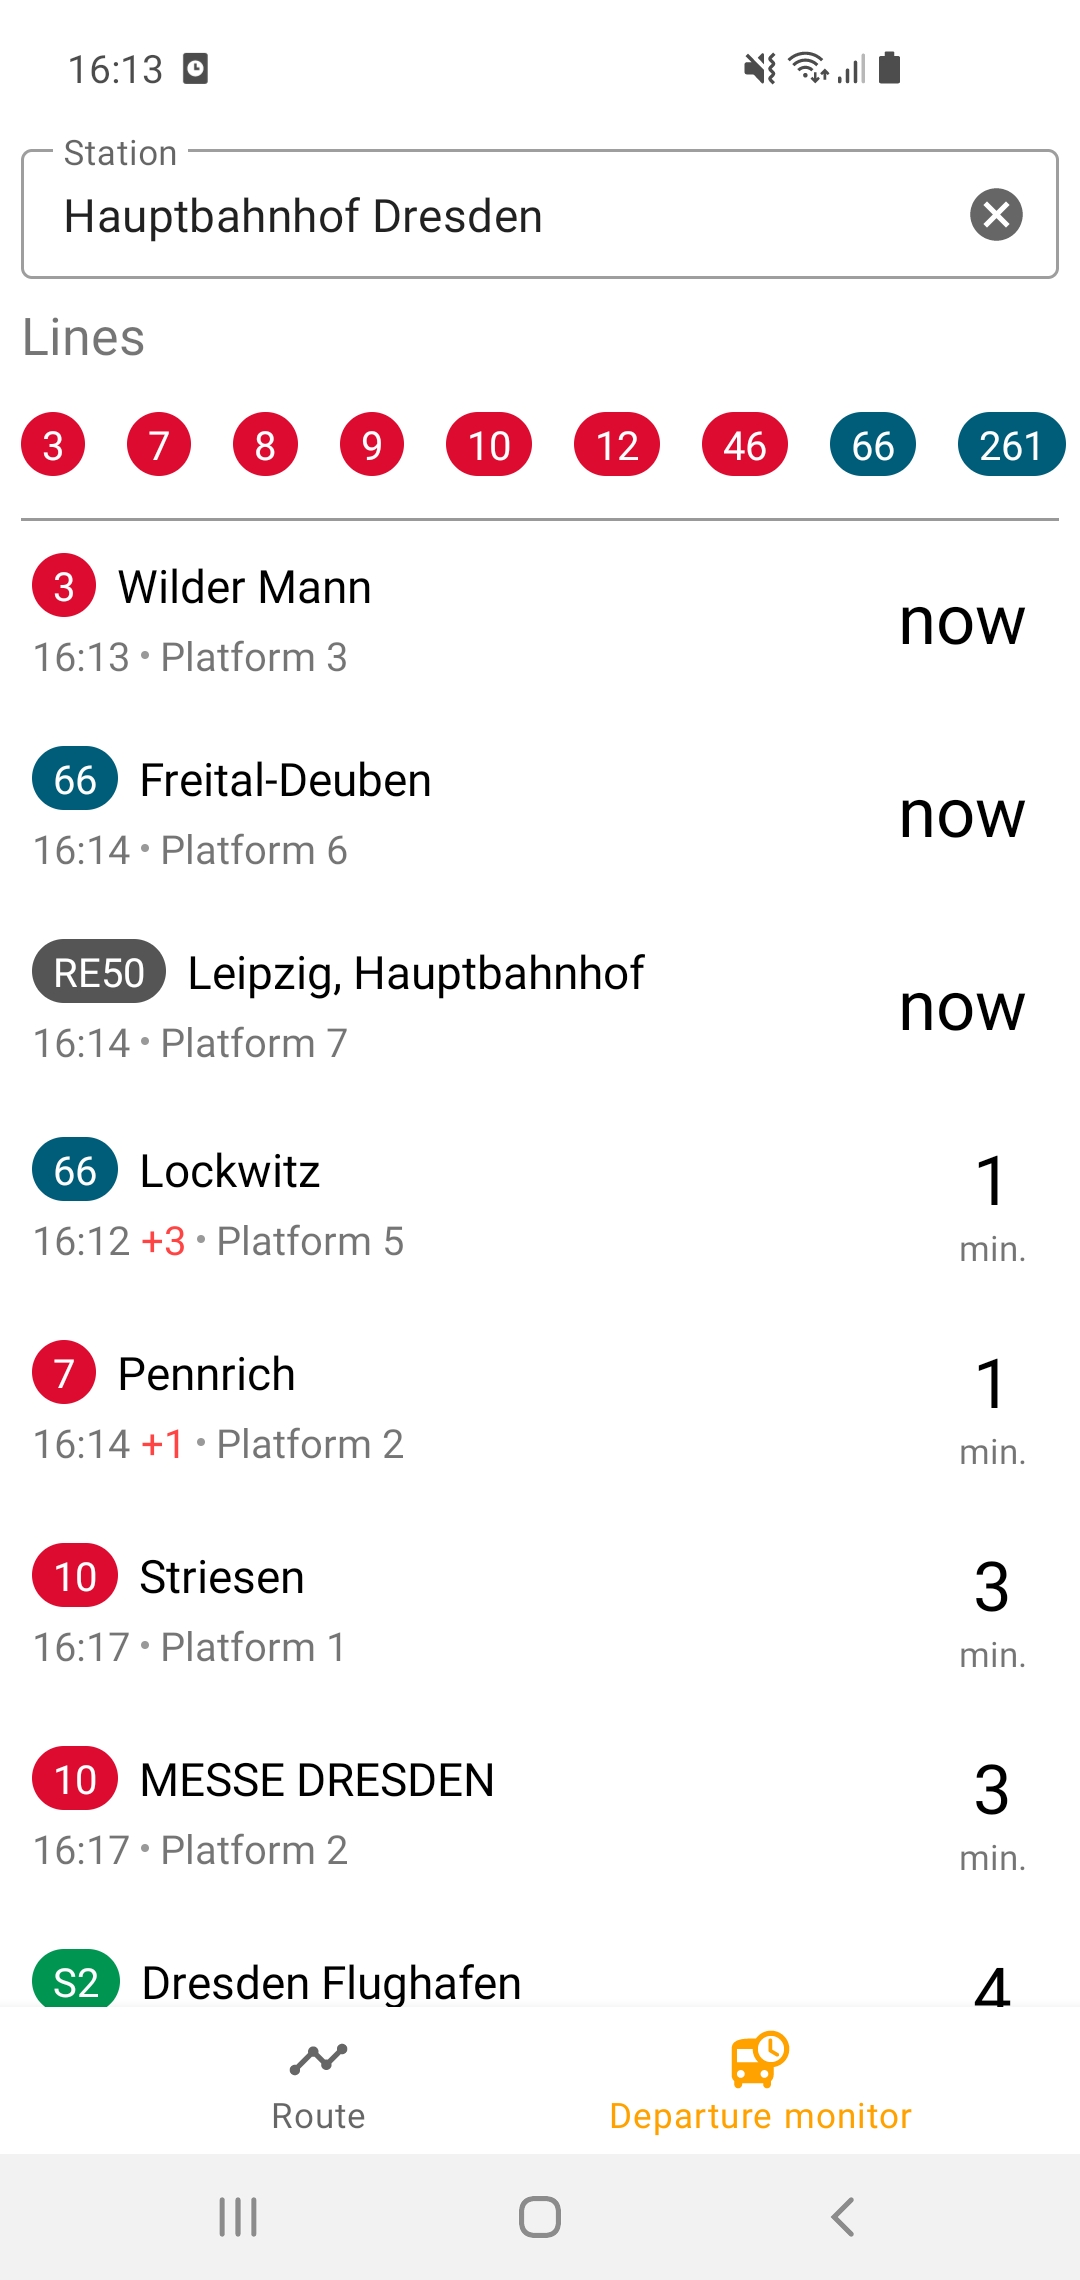 16:13
Station
Hauptbahnhof Dresden
Lines
3 7 8 9 10 12 46 66 261
3 Wilder Mann
now
16:13 • Platform 3
66 Freital-Deuben
now
16:14 • Platform 6
RE50 Leipzig, Hauptbahnhof
now
16:14 • Platform 7
66 Lockwitz
1
16:12 +3 • Platform 5
min.
7 Pennrich
1
16:14 +1 • Platform 2
min.
10 Striesen
3
16:17 • Platform 1
min.
10 MESSE DRESDEN
3
16:17 • Platform 2
min.
S2 Dresden Flughafen
4
Route
Departure monitor